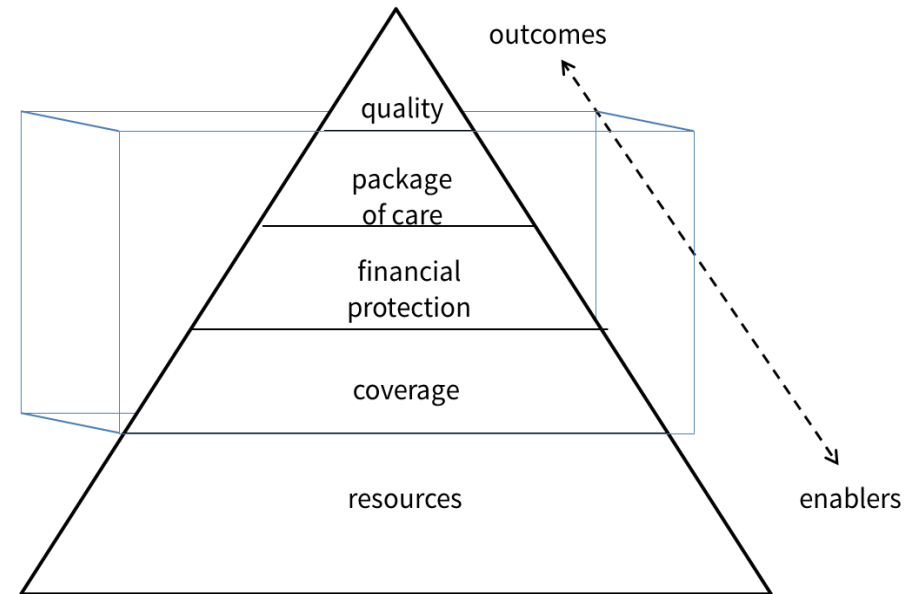 outcomes
quality
package
of care
financial
protection
coverage
resources
enablers